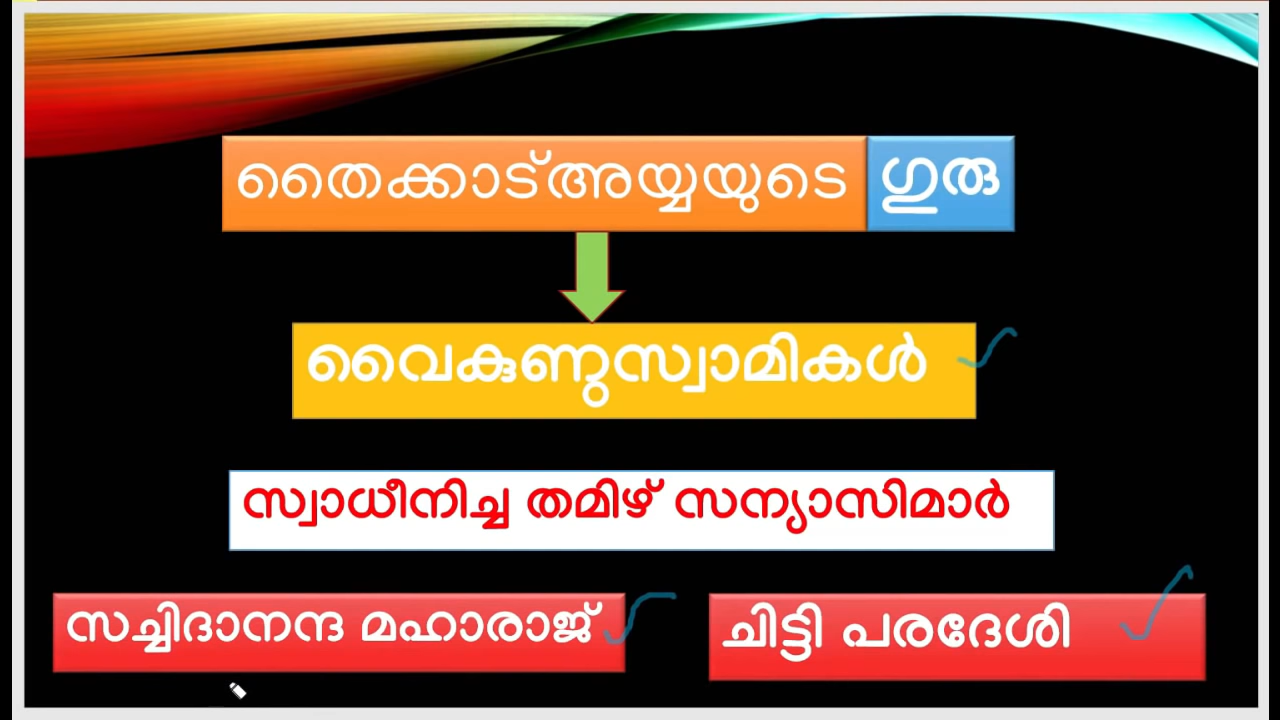 തൈക്കാട്അയ്യയുടെ ഗുരു
വൈകുണ്ഠസ്വാമികൾ
സ്വാധീനിച്ച തമിഴ് സന്യാസിമാർ
സച്ചിദാനന്ദ മഹാരാജ് ചിട്ടി പരദേശി